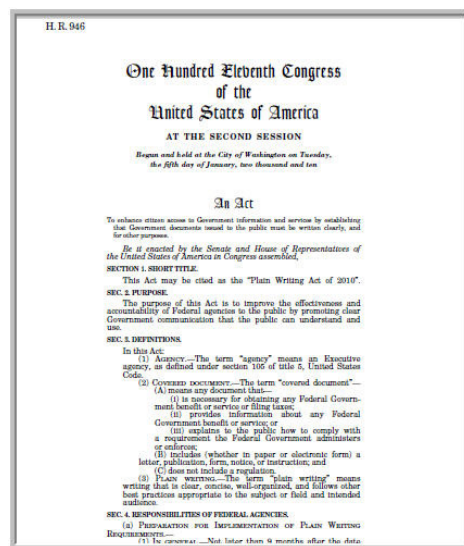 H. R. 946
One Hundred Eleventh Congress
of the
United States of America
AT THE SECOND SESSION
Begun and held at the City of Washington on Tuesday,
the fifth day of January, two thousand and ten
An Act
To enhance citizen access to Government information and services by establishing
that Government documents issued to the public must be written clearly, and
for other purposes.
Be it enacted by the Senate and House of Representatives of
the United States of America in Congress assembled,
SECTION 1. SHORT TITLE.
This Act may be cited as the “Plain Writing Act of 2010”.
SEC. 2. PURPOSE.
The purpose of this Act is to improve the effectiveness and
accountability of Federal agencies to the public by promoting clear
Government communication that the public can understand and
use.
SEC. 3. DEFINITIONS.
In this Act:
(1) AGENCY.—The term “agency” means an Executive
agency, as defined under section 105 of title 5, United States
Code.
(2) COVERED DOCUMENT.—The term “covered document”—
(A) means any document that—
(i) is necessary for obtaining any Federal Govern-
ment benefit or service or filing taxes;
(ii) provides information about any Federal
Government benefit or service; or
(iii) explains to the public how to comply with
a requirement the Federal Government administers
or enforces;
(B) includes (whether in paper or electronic form) a
letter, publication, form, notice, or instruction; and
(C) does not include a regulation.
(3) PLAIN WRITING.—The term “plain writing” means
writing that is clear, concise, well-organized, and follows other
best practices appropriate to the subject or field and intended
audience.
SEC. 4. RESPONSIBILITIES OF FEDERAL AGENCIES.
(a) PREPARATION FOR IMPLEMENTATION OF PLAIN WRITING
REQUIREMENTS.—
(1) IN GENERAL.—Not later than 9 months after the date